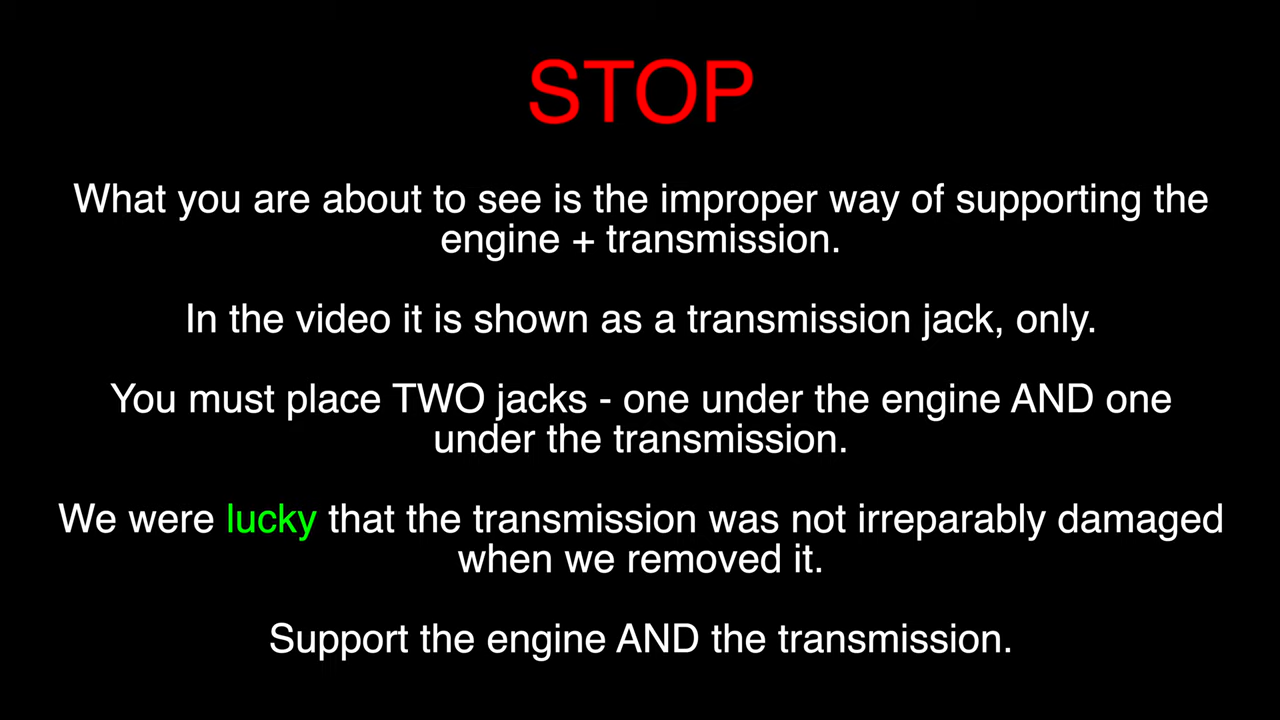 STOP
What you are about to see is the improper way of supporting the
engine + transmission.
In the video it is shown as a transmission jack, only.
You must place TWO jacks - one under the engine AND one
under the transmission.
We were lucky that the transmission was not irreparably damaged
when we removed it.
Support the engine AND the transmission.